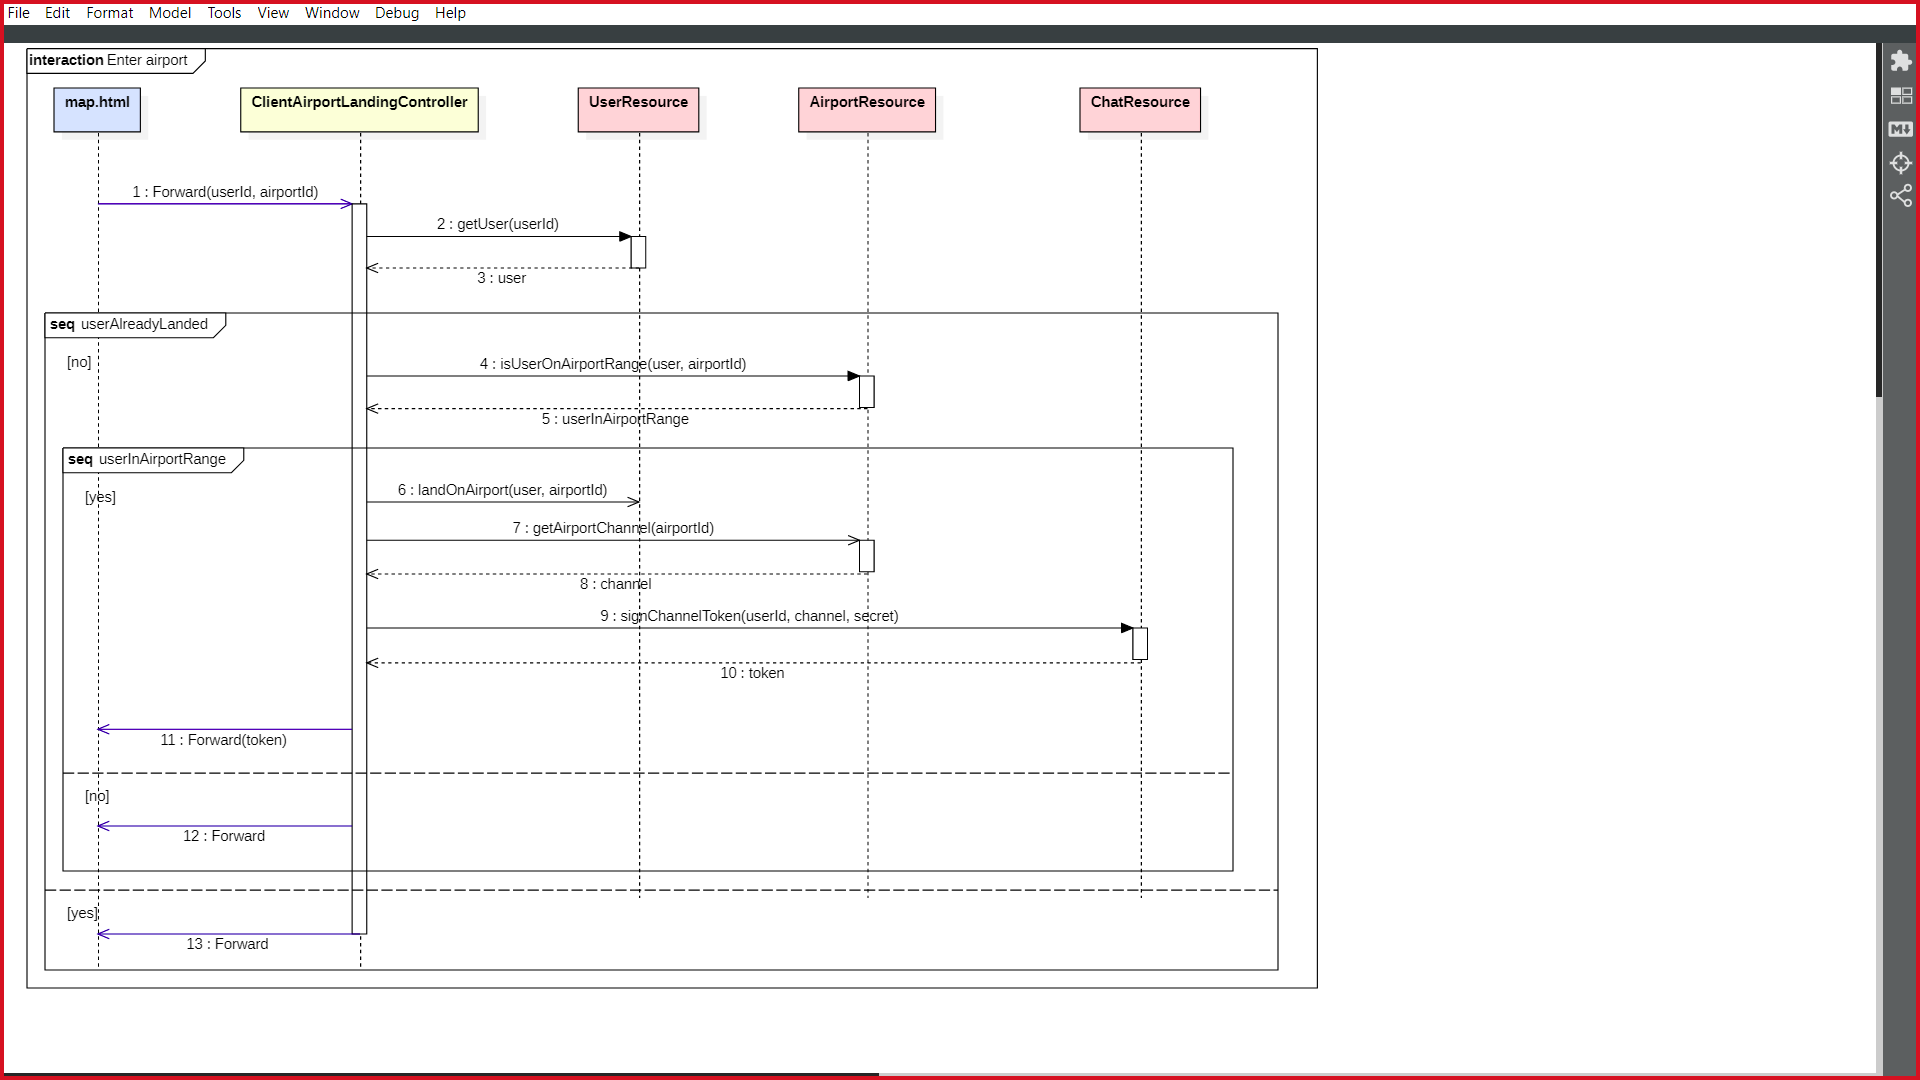 File Edit Format Model Tools View Window Debug Help
interaction Enter airport
map.html
ClientAirportLandingController
UserResource
AirportResource
ChatResource
1 : Forward(userId, airportId)
2 : getUser(userId)
3 : user
seq userAlreadyLanded
[no]
4 : isUserOnAirportRange(user, airportId)
5 : userInAirportRange
seq userInAirportRange
[yes]
6 : landOnAirport(user, airportId)
7 : getAirportChannel(airportId)
8 : channel
9 : signChannelToken(userId, channel, secret)
10 : token
11 : Forward(token)
[no]
12 : Forward
[yes]
13 : Forward
M